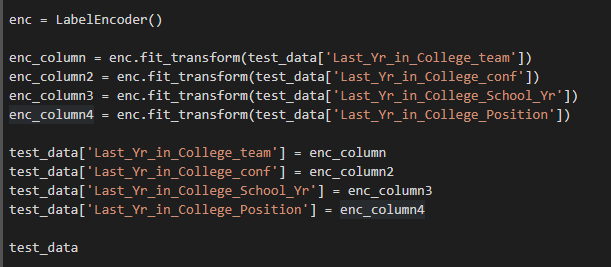 enc = LabelEncoder()
enc_column = enc.fit_transform(test_data['Last_Yr_in_College_team'])
enc_column2 = enc.fit_transform(test_data['Last_Yr_in_College_conf'])
enc_column3 = enc.fit_transform(test_data['Last_Yr_in_College_School_Yr'])
enc_column4 = enc.fit_transform(test_data['Last_Yr_in_College_Position'])
test_data['Last_Yr_in_College_team'] = enc_column
test_data['Last_Yr_in_College_conf'] = enc_column2
test_data['Last_Yr_in_College_School_Yr'] = enc_column3
test_data['Last_Yr_in_College_Position'] = enc_column4
test_data